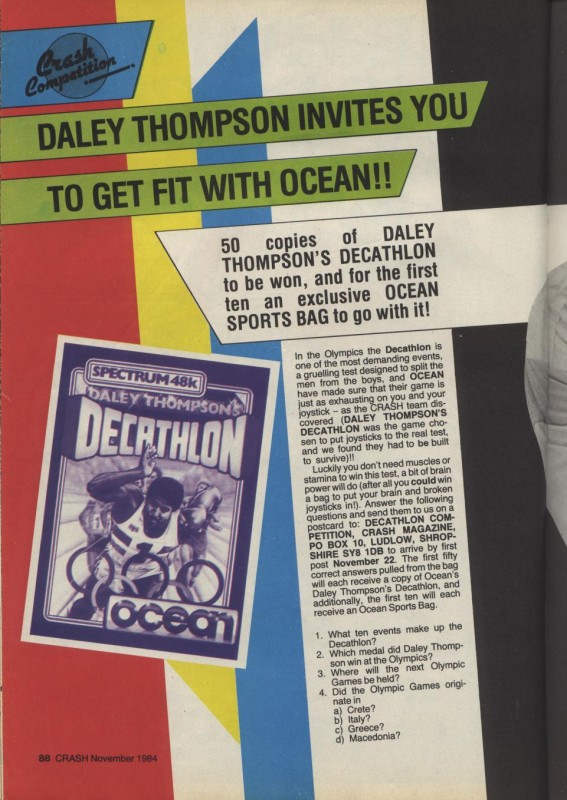 Crash
Competition
DALEY THOMPSON INVITES YOU
TO GET FIT WITH OCEAN!!
50 copies of DALEY
THOMPSON'S DECATHLON
to be won, and for the first
ten an exclusive OCEAN
SPORTS BAG to go with it!
SPECTRUM 48K
DALEY THOMPSON'S
DECATHLON
ocean
In the Olympics the Decathlon is
one of the most demanding events,
a gruelling test designed to split the
men from the boys, and OCEAN
have made sure that their game is
just as exhausting on you and your
joystick – as the CRASH team dis-
covered (DALEY THOMPSON'S
DECATHLON was the game cho-
sen to put joysticks to the real test,
and we found they had to be built
to survive)!!
Luckily you don't need muscles or
stamina to win this test, a bit of brain
power will do (after all you could win
a bag to put your brain and broken
joysticks in!). Answer the following
questions and send them to us on a
postcard to: DECATHLON COM-
PETITION, CRASH MAGAZINE,
PO BOX 10, LUDLOW, SHROP-
SHIRE SY8 1DB to arrive by first
post November 22. The first fifty
correct answers pulled from the bag
will each receive a copy of Ocean's
Daley Thompson's Decathlon, and
additionally, the first ten will each
receive an Ocean Sports Bag.
1. What ten events make up the
Decathlon?
2. Which medal did Daley Thomp-
son win at the Olympics?
3. Where will the next Olympic
Games be held?
4. Did the Olympic Games origi-
nate in
a) Crete?
b) Italy?
c) Greece?
d) Macedonia?
88 CRASH November 1984